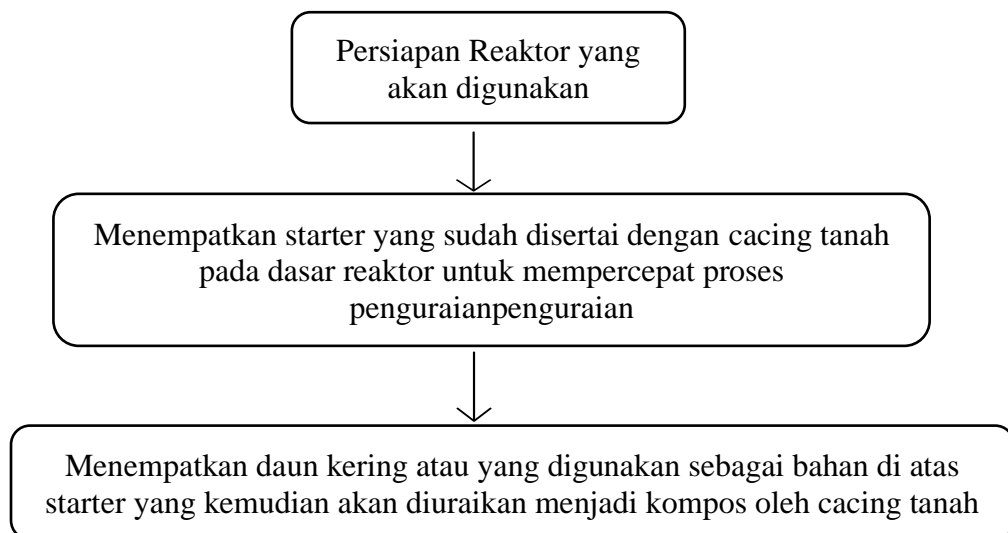 Persiapan Reaktor yang
akan digunakan
Menempatkan starter yang sudah disertai dengan cacing tanah
pada dasar reaktor untuk mempercepat proses
penguraianpenguraian
Menempatkan daun kering atau yang digunakan sebagai bahan di atas
starter yang kemudian akan diuraikan menjadi kompos oleh cacing tanah